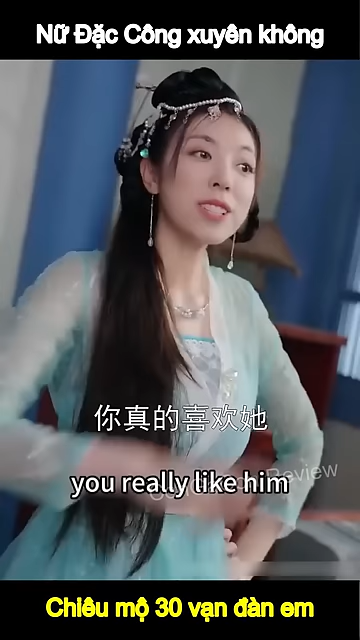 Nữ Đặc Công xuyên không
你真的喜欢她
you really like him
Review
Chiêu mộ 30 vạn đàn em